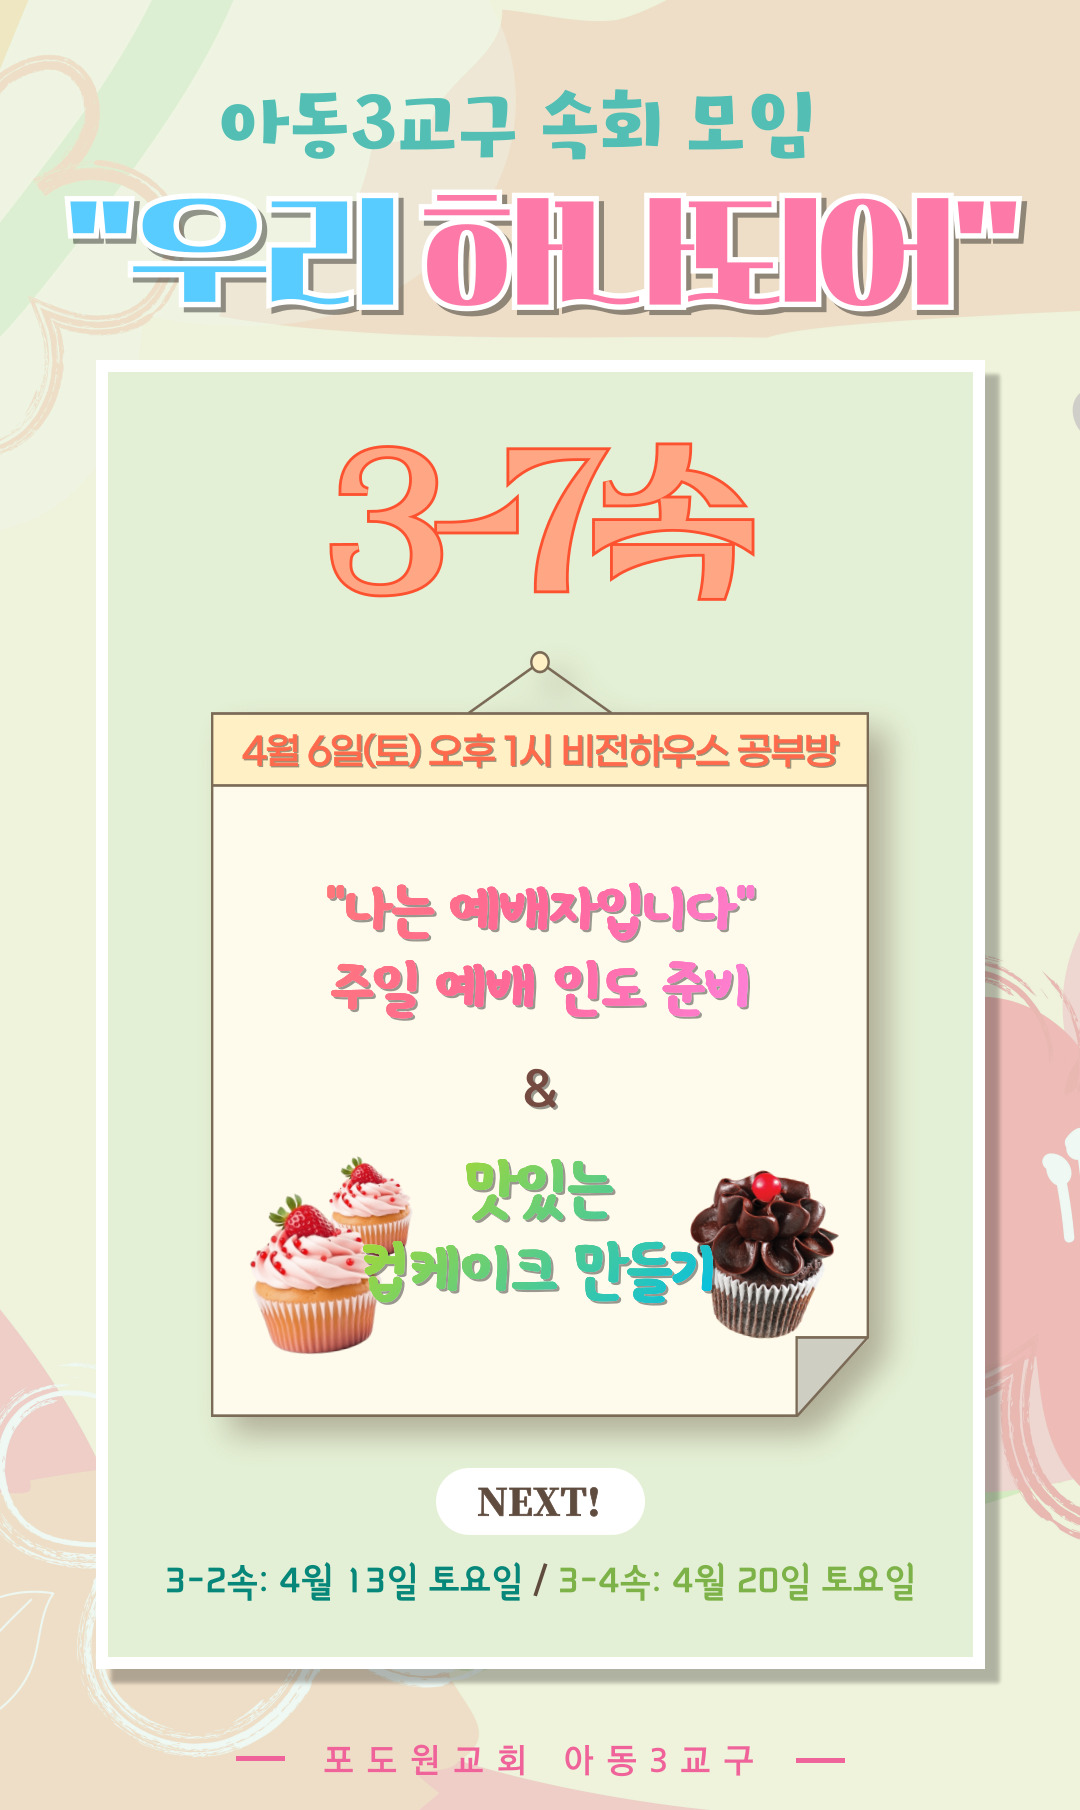 아동3교구 속회 모임
"우리 하나되어"
3-7속
4월 6일(토) 오후 1시 비전하우스 공부방
"나는 예배자입니다"
주일 예배 인도 준비
&
맛있는
컵케이크 만들기
NEXT!
3-2속: 4월 13일 토요일 / 3-4속: 4월 20일 토요일
포도원교회 아동3교구